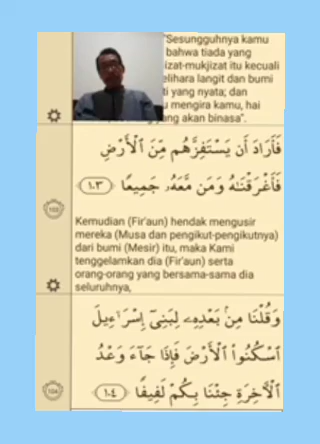 "Sesungguhnya kamu
bahwa tiada yang
izat-mukjizat itu kecuali
elihara langit dan bumi
ti yang nyata; dan
u mengira kamu, hai
ang akan binasa".
فَأَرَادَ أَن يَسْتَفِزَّهُم مِّنَ ٱلْأَرْضِ
فَأَغْرَقْنَـٰهُ وَمَن مَّعَهُۥ جَمِيعًا ﴿١٠٣﴾
103
Kemudian (Fir'aun) hendak mengusir
mereka (Musa dan pengikut-pengikutnya)
dari bumi (Mesir) itu, maka Kami
tenggelamkan dia (Fir'aun) serta
orang-orang yang bersama-sama dia
seluruhnya,
وَقُلْنَا مِنۢ بَعْدِهِۦ لِبَنِىٓ إِسْرَٰٓءِيلَ
ٱسْكُنُوا۟ ٱلْأَرْضَ فَإِذَا جَآءَ وَعْدُ
ٱلْـَٔاخِرَةِ جِئْنَا بِكُمْ لَفِيفًا ﴿١٠٤﴾
104